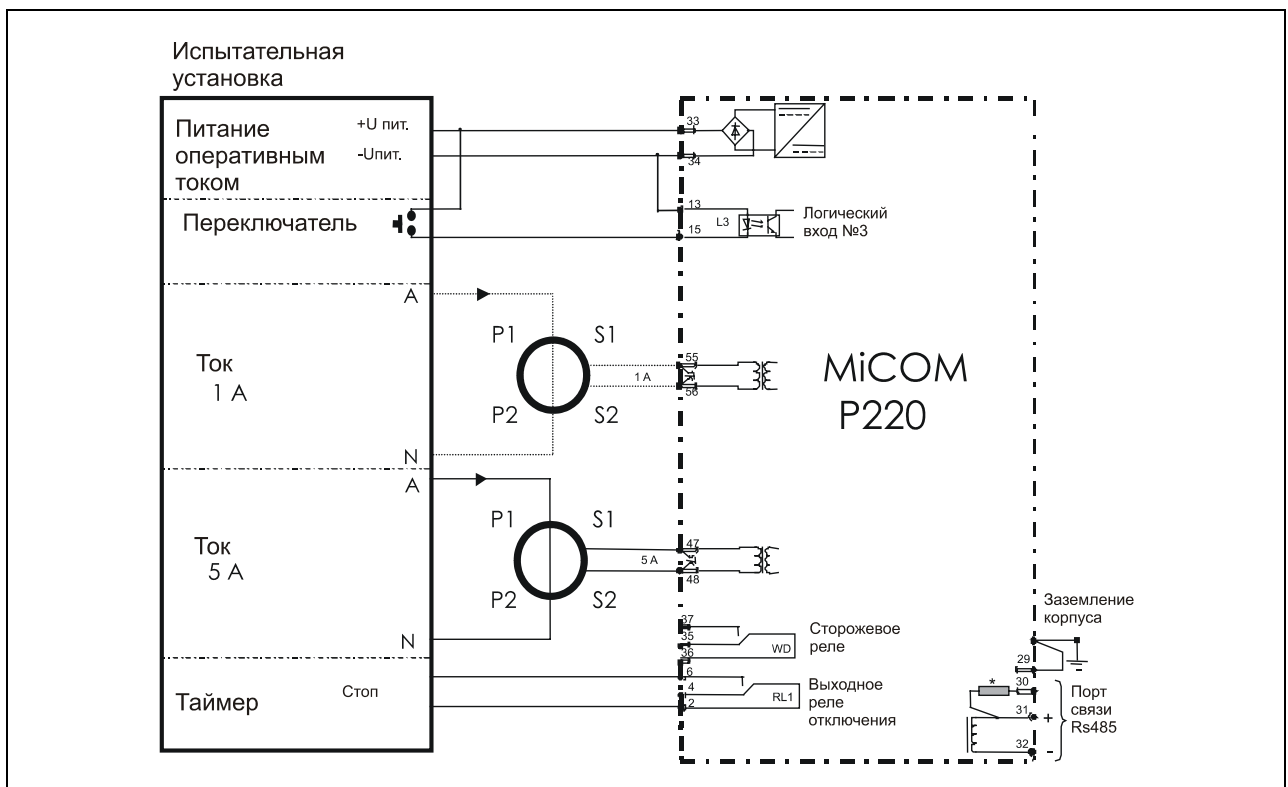 Испытательная
установка
Питание
оперативным
током
+U пит.
-Uпит.
Переключатель
A
Ток
1 A
N
A
Ток
5 A
N
Таймер
Стоп
P1
S1
P2
S2
1 A
P1
S1
P2
S2
5 A
33
34
13
15
L3
Логический
вход №3
55
56
MiCOM
P220
47
48
37
35
36
WD
Сторожевое
реле
6
4
2
RL1
Выходное
реле
отключения
Заземление
корпуса
29
30
*
31
32
+
-
Порт
связи
Rs485